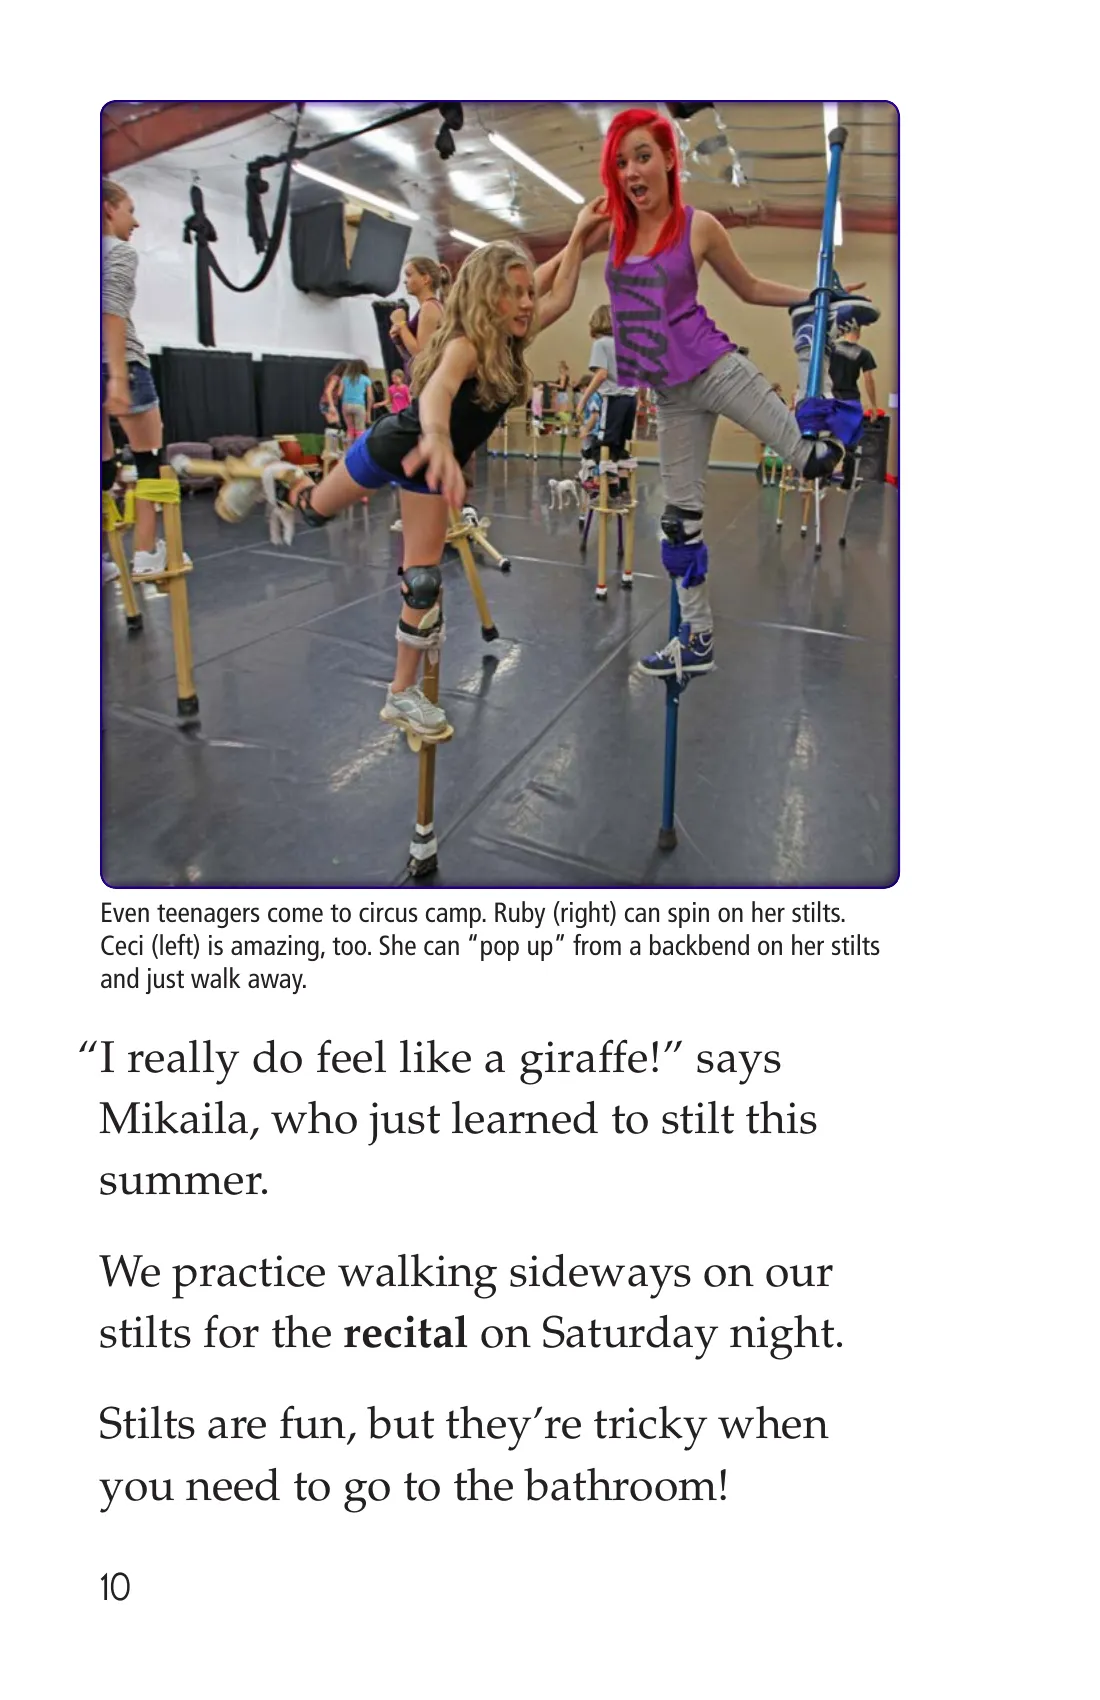 Even teenagers come to circus camp. Ruby (right) can spin on her stilts.
Ceci (left) is amazing, too. She can “pop up” from a backbend on her stilts
and just walk away.
“I really do feel like a giraffe!” says
Mikaila, who just learned to stilt this
summer.
We practice walking sideways on our
stilts for the recital on Saturday night.
Stilts are fun, but they’re tricky when
you need to go to the bathroom!
10